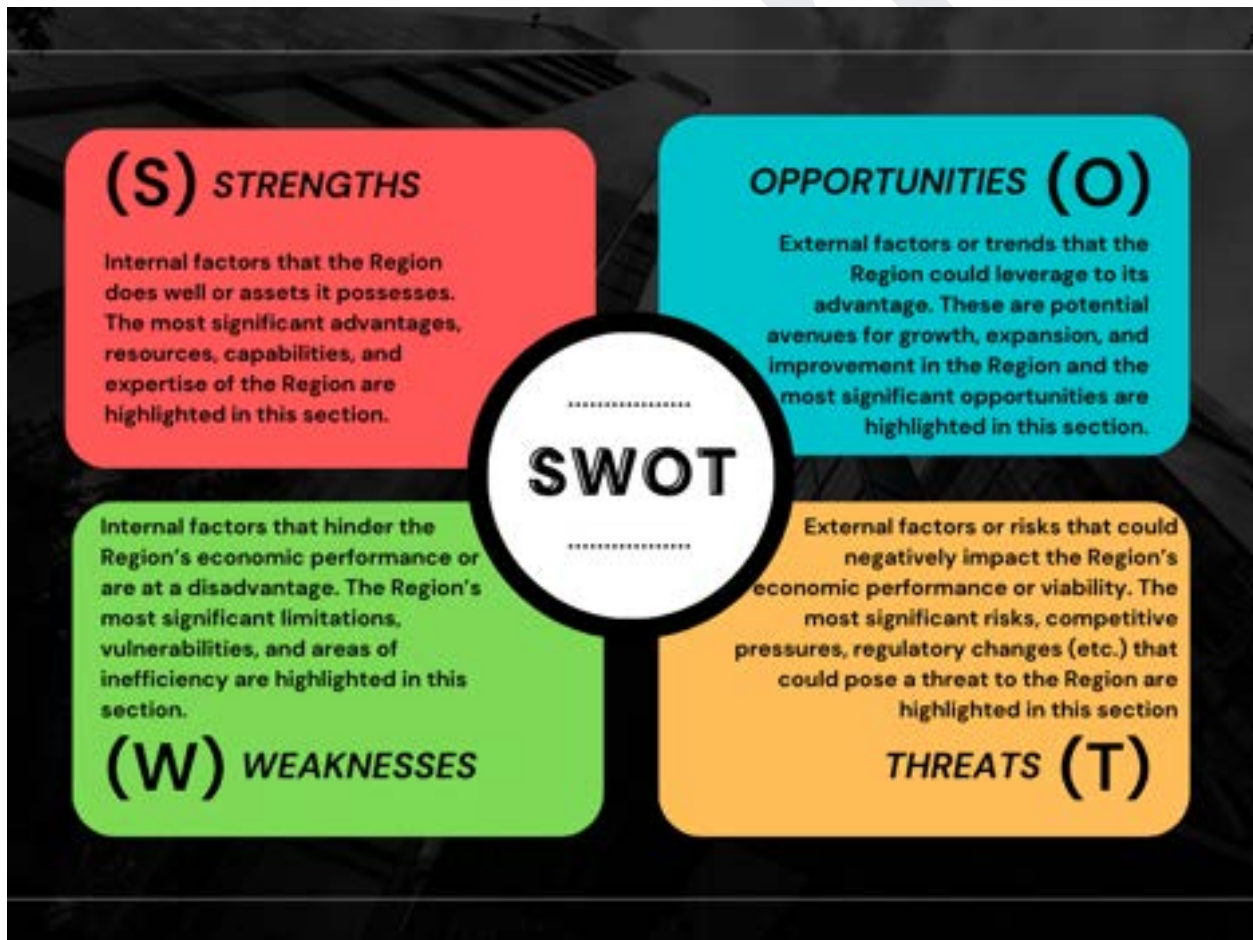 (S) STRENGTHS
Internal factors that the Region
does well or assets it possesses.
The most significant advantages,
resources, capabilities, and
expertise of the Region are
highlighted in this section.
OPPORTUNITIES (O)
External factors or trends that the
Region could leverage to its
advantage. These are potential
avenues for growth, expansion, and
improvement in the Region and the
most significant opportunities are
highlighted in this section.
SWOT
Internal factors that hinder the
Region's economic performance or
are at a disadvantage. The Region's
most significant limitations,
vulnerabilities, and areas of
inefficiency are highlighted in this
section.
(W) WEAKNESSES
External factors or risks that could
negatively impact the Region's
economic performance or viability. The
most significant risks, competitive
pressures, regulatory changes (etc.) that
could pose a threat to the Region are
highlighted in this section
THREATS (T)